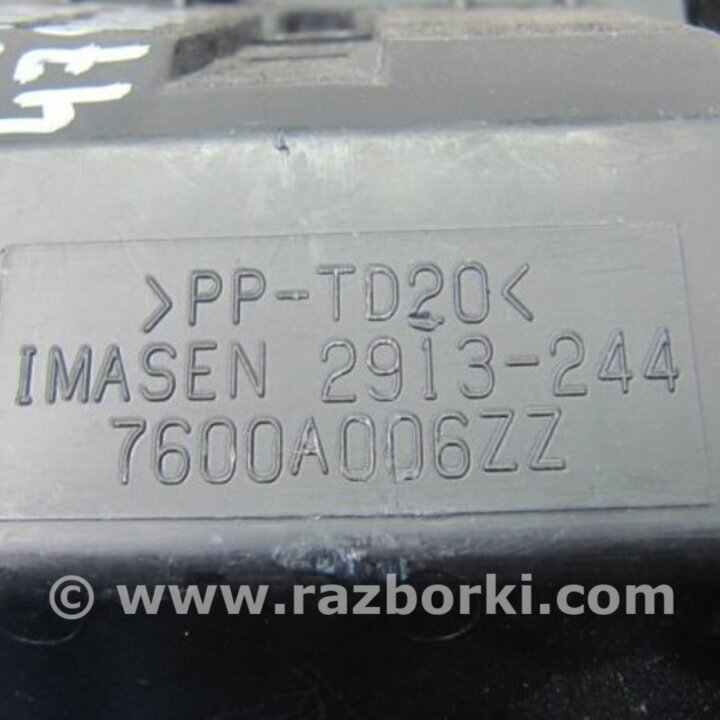 >PP-TD20<
IMASEN 2913-244
7600A006ZZ
© www.razborki.com